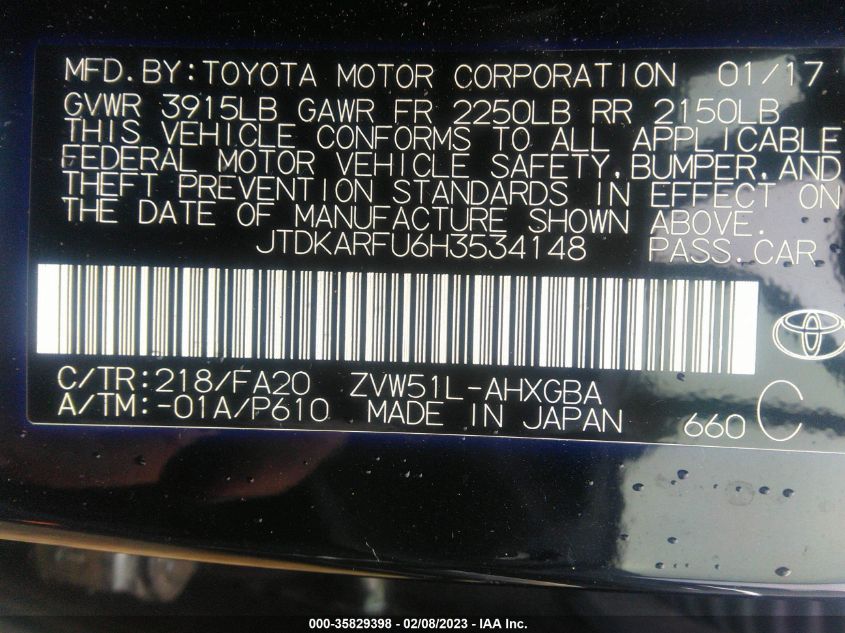 MFD.BY:TOYOTA MOTOR CORPORATION 01/17
GVWR 3915LB GAWR FR 2250LB RR 2150LB
THIS VEHICLE CONFORMS TO ALL APPLICABLE
FEDERAL MOTOR VEHICLE SAFETY,BUMPER,AND
THEFT PREVENTION STANDARDS IN EFFECT ON
THE DATE OF MANUFACTURE SHOWN ABOVE.
JTDKARFU6H3534148 PASS.CAR
C/TR:218/FA20 ZVW51L-AHXGBA
A/TM:-01A/P610 MADE IN JAPAN 660 C
000-35829398 - 02/08/2023 - IAA Inc.